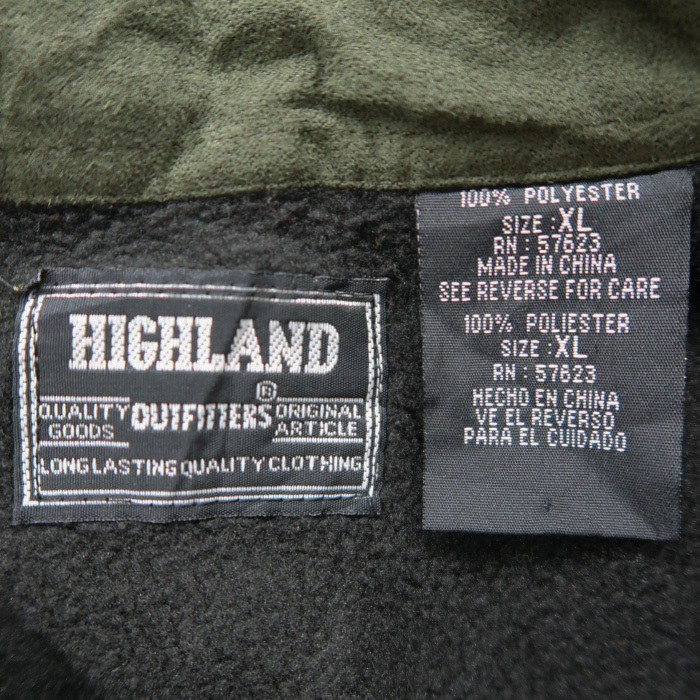 HIGHLAND
®
QUALITY GOODS
OUTFITTERS
ORIGINAL ARTICLE
LONG LASTING QUALITY CLOTHING
100% POLYESTER
SIZE : XL
RN : 57623
MADE IN CHINA
SEE REVERSE FOR CARE
100% POLIESTER
SIZE : XL
RN : 57623
HECHO EN CHINA
VE EL REVERSO
PARA EL CUIDADO